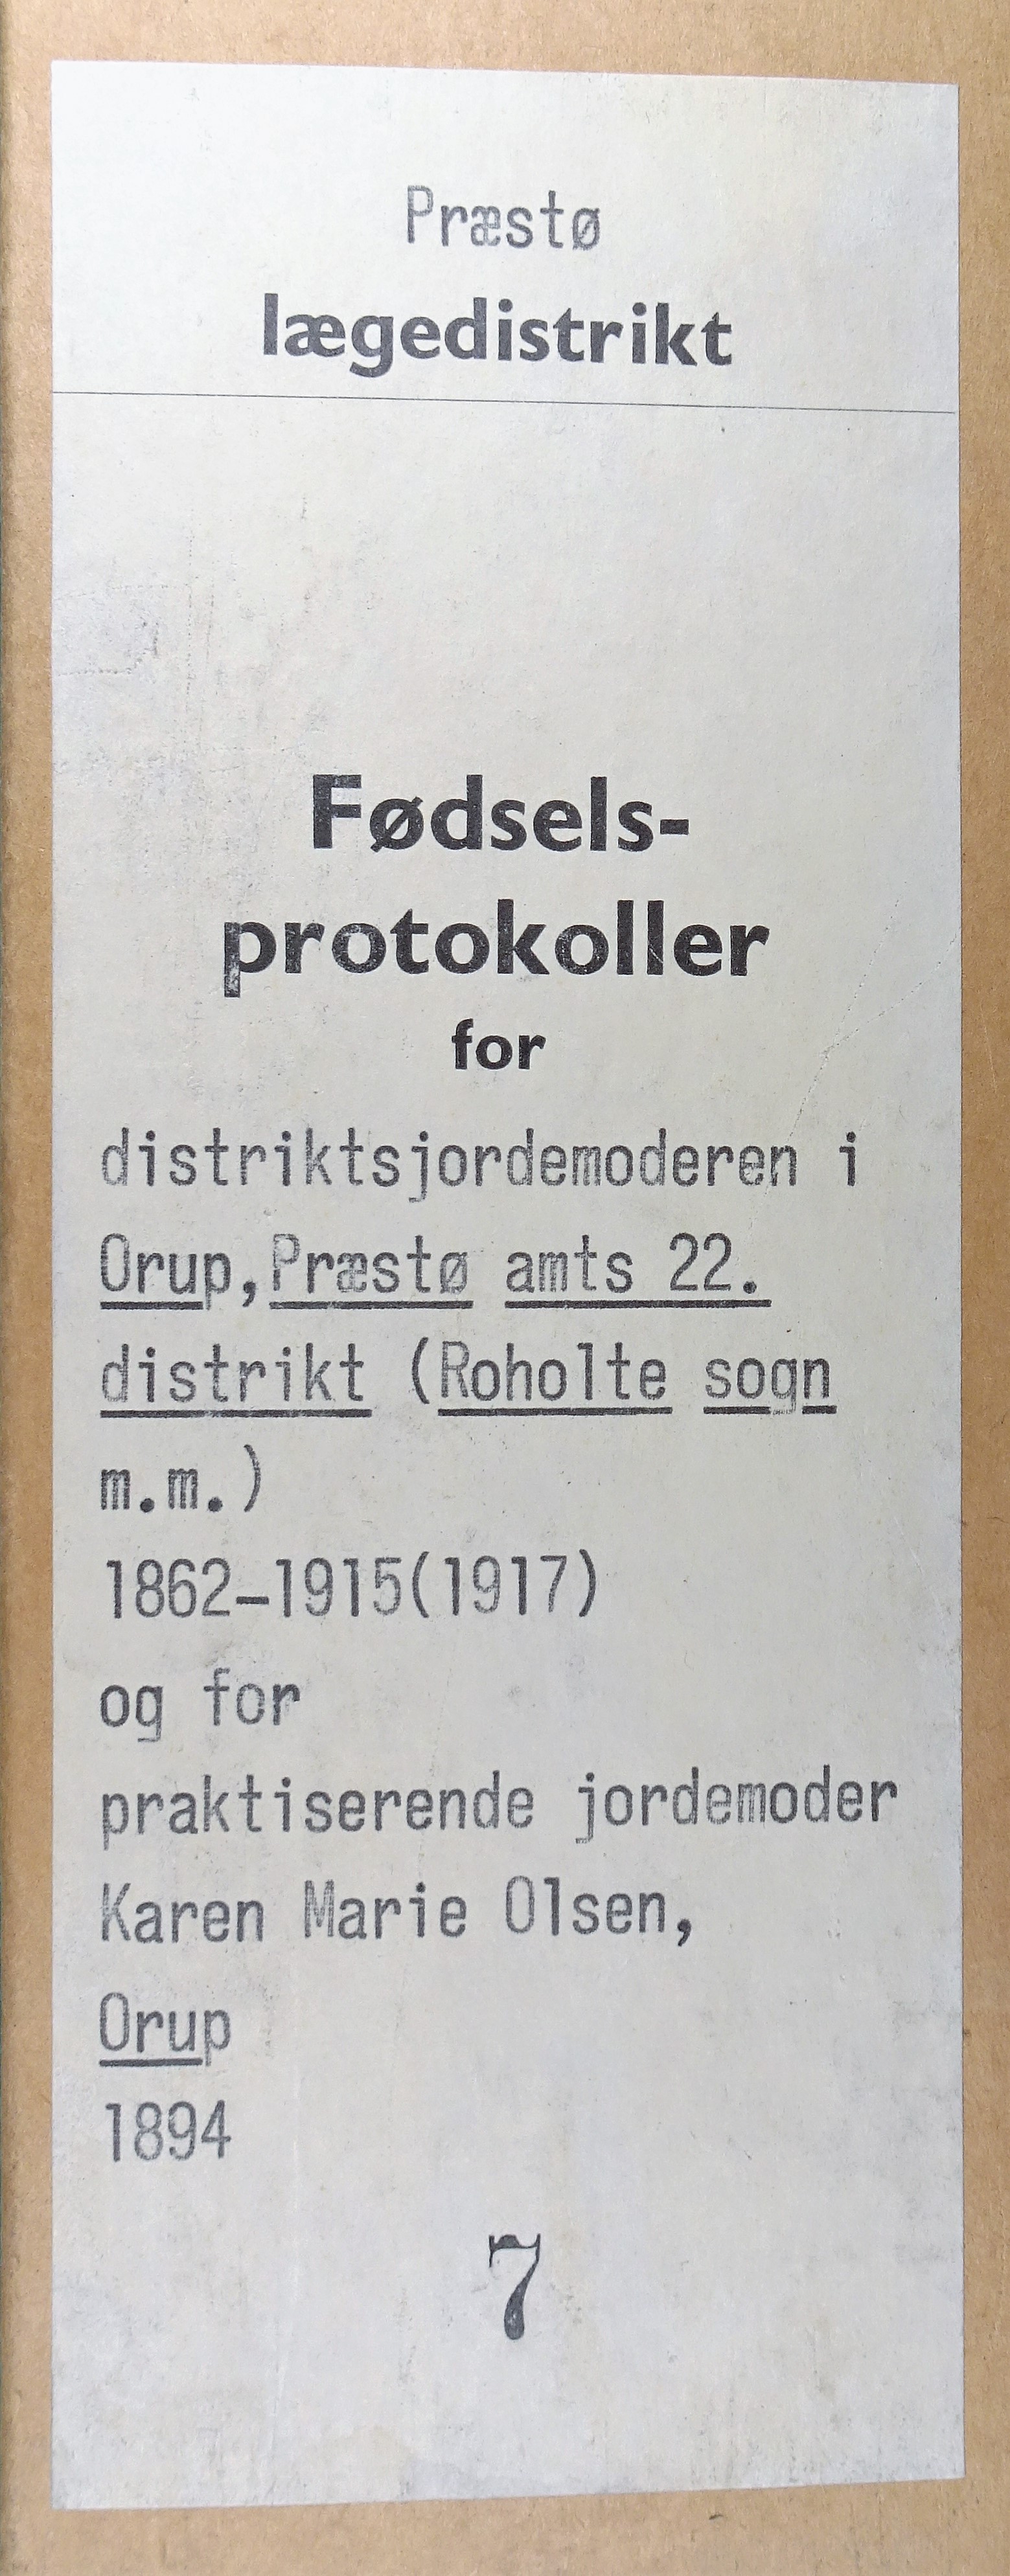 Præstø
lægedistrikt
Fødsels-
protokoller
for
distriktsjordemoderen i
Orup,Præstø amts 22.
distrikt (Roholte sogn
m.m.)
1862-1915(1917)
og for
praktiserende jordemoder
Karen Marie Olsen,
Orup
1894
7